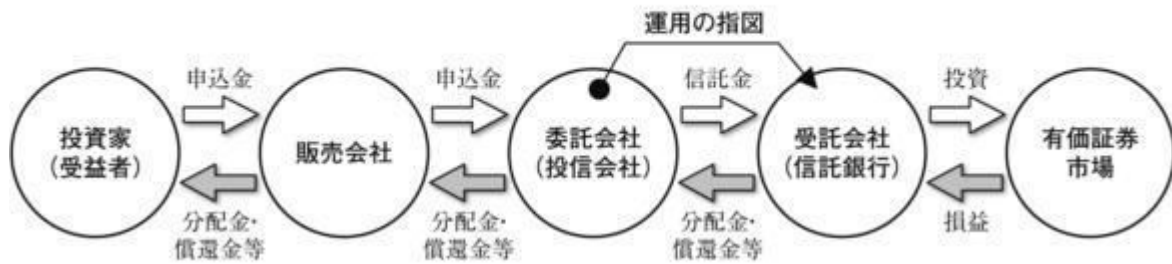 運用の指図
申込金
申込金
信託金
投資
投資家
(受益者)
販売会社
委託会社
(投信会社)
受託会社
(信託銀行)
有価証券
市場
分配金・
償還金等
分配金・
償還金等
分配金・
償還金等
損益